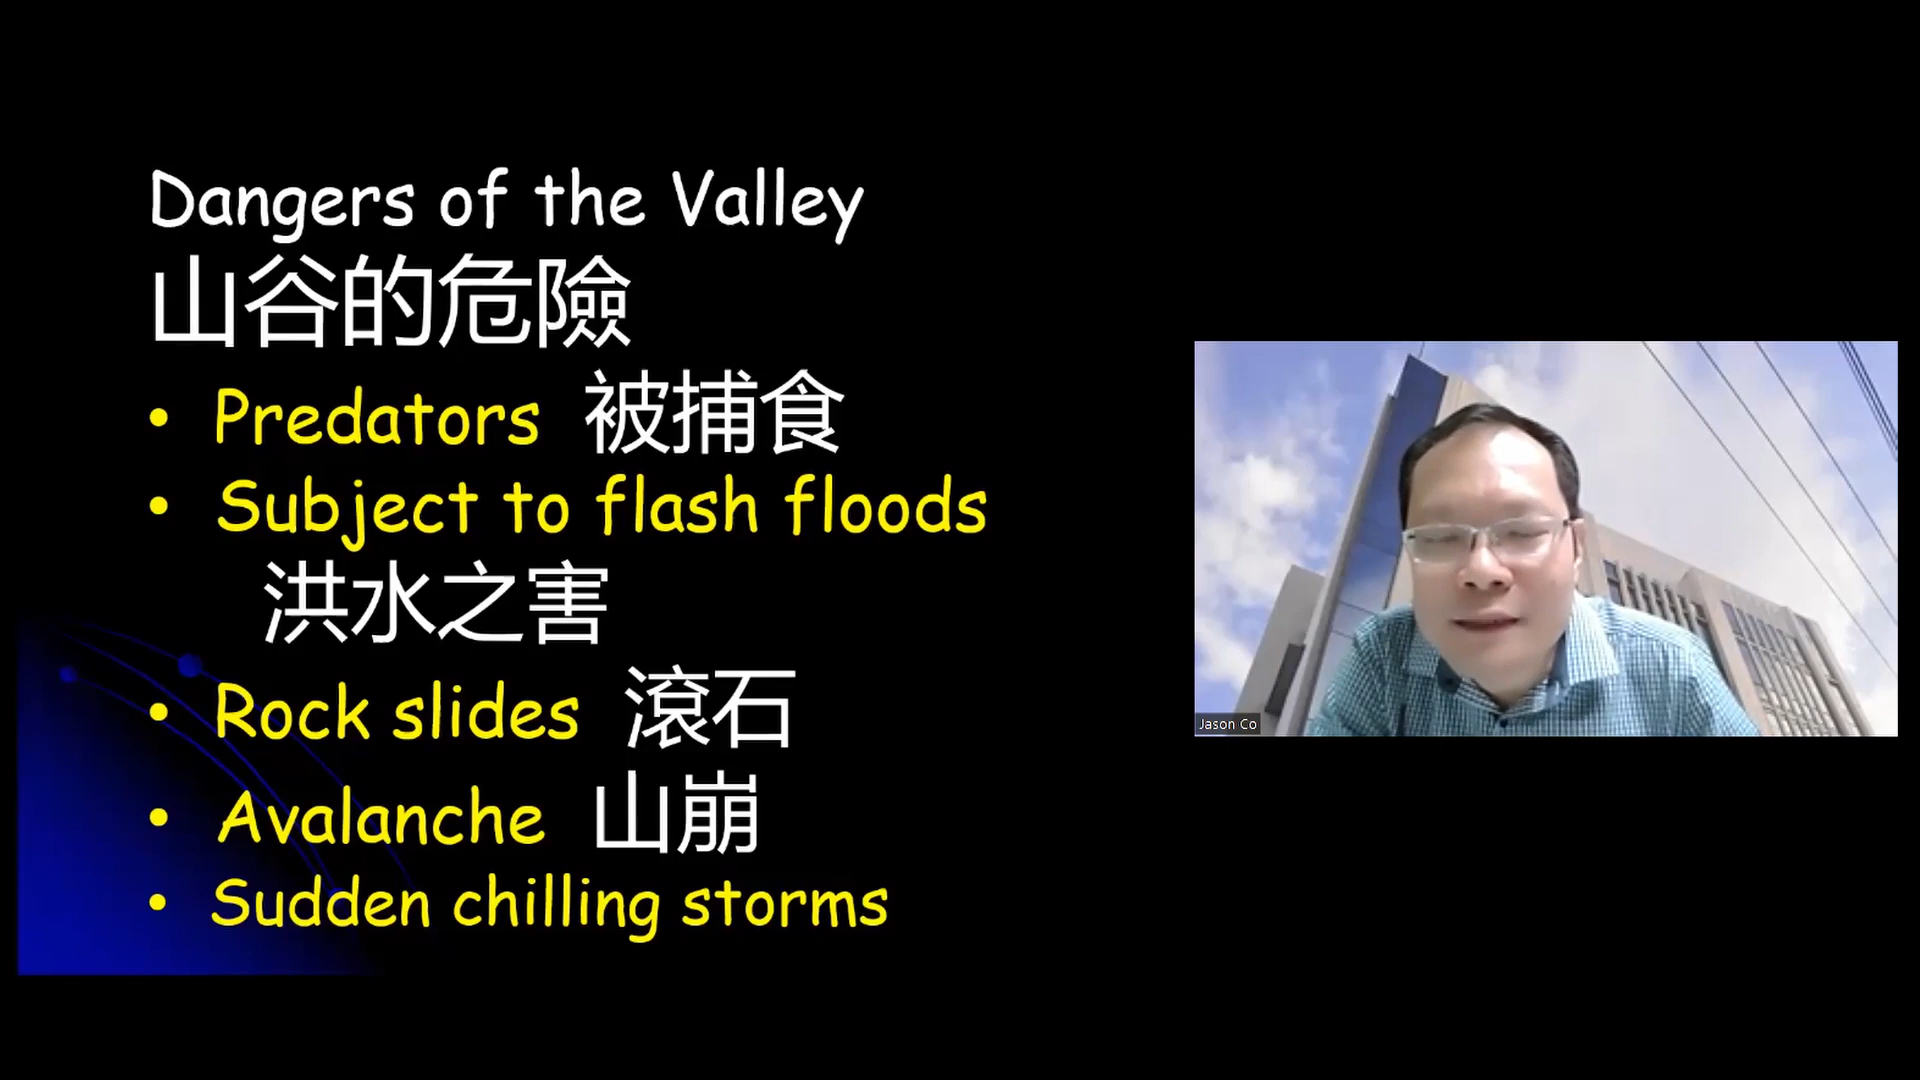 Dangers of the Valley
山谷的危險
• Predators 被捕食
• Subject to flash floods
洪水之害
• Rock slides 滾石
• Avalanche 山崩
• Sudden chilling storms
Jason Co